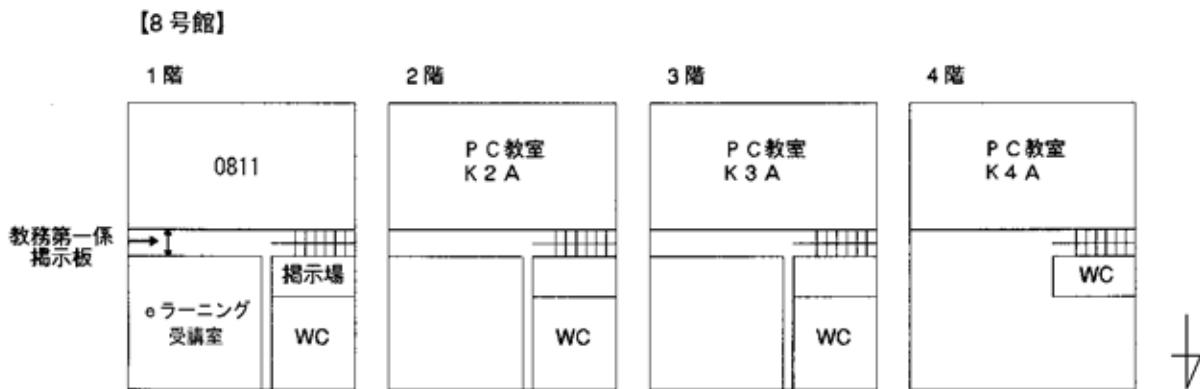 【8号館】
1階
2階
3階
4階
0811
PC教室
K2A
PC教室
K3A
PC教室
K4A
教務第一係
掲示板
掲示場
eラーニング
受講室
WC
WC
WC
WC